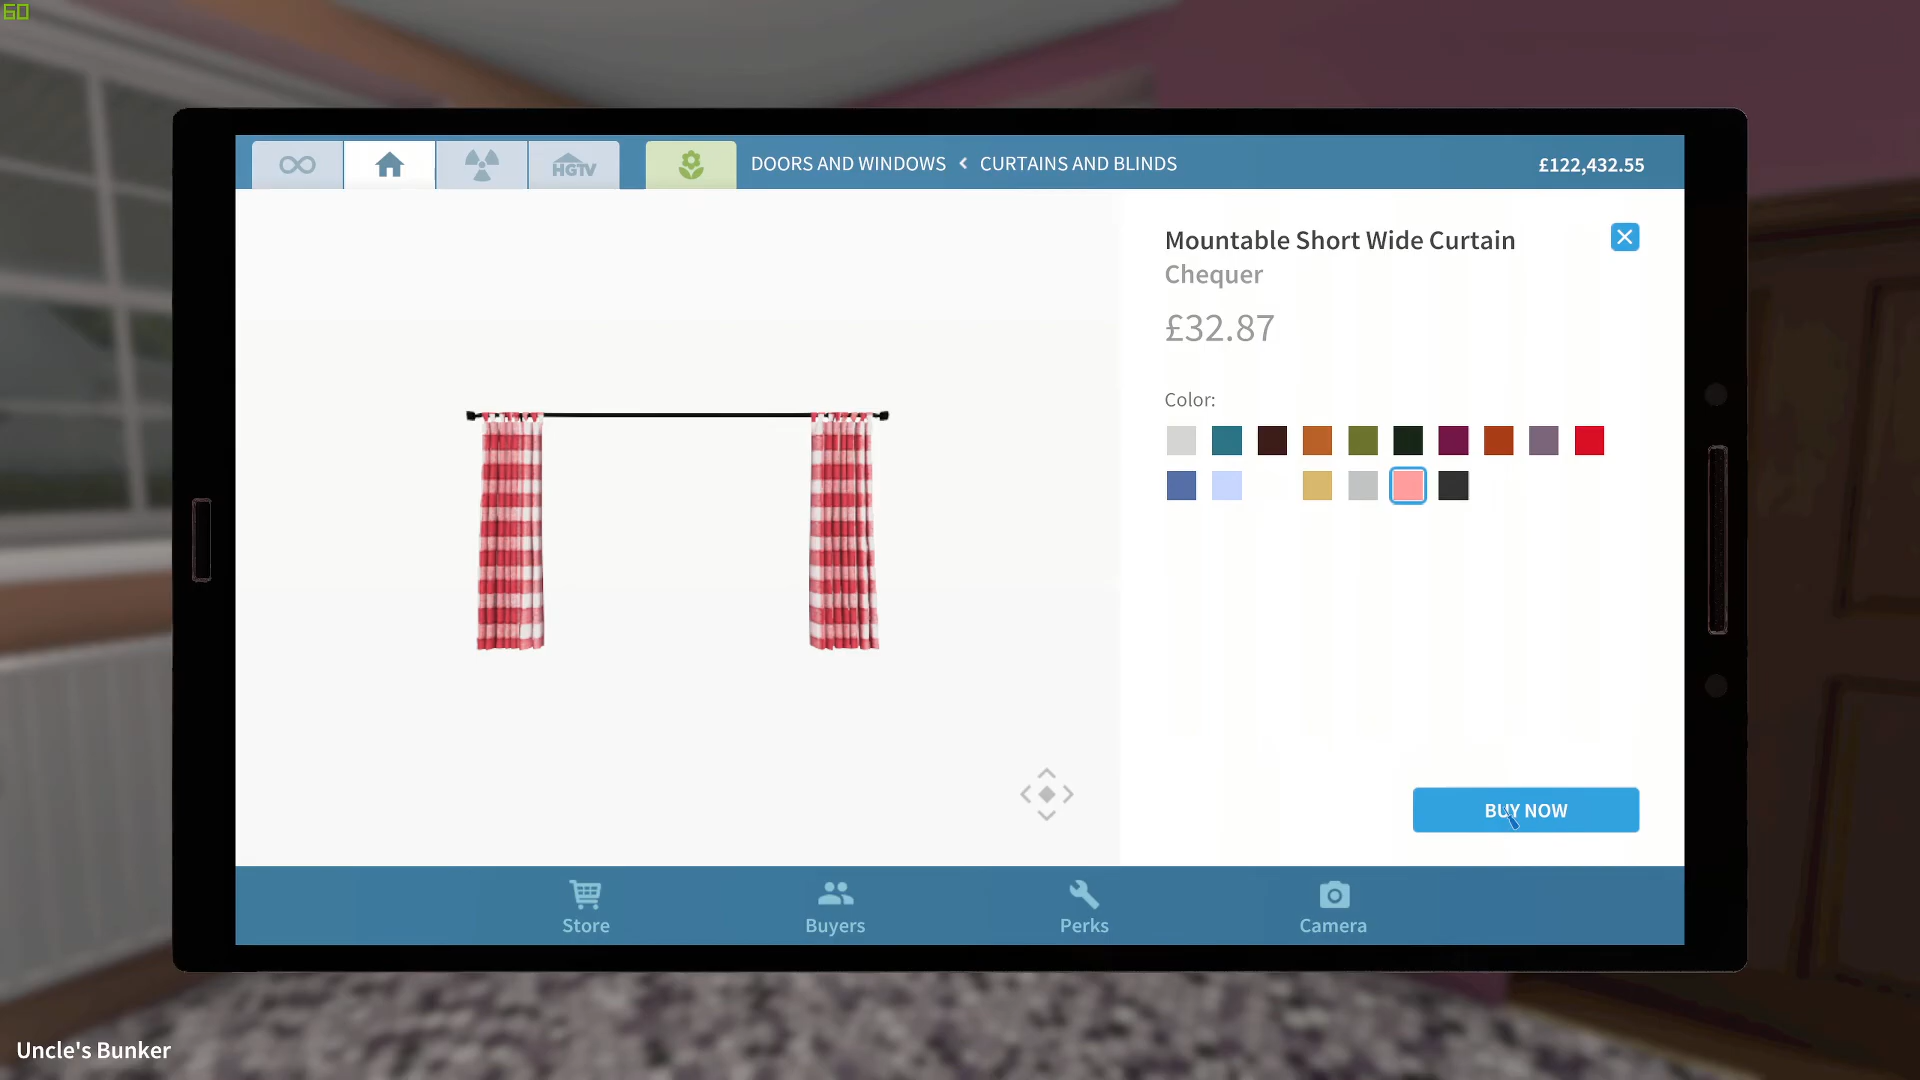 60
HGTV
DOORS AND WINDOWS < CURTAINS AND BLINDS
£122,432.55
Mountable Short Wide Curtain
Chequer
£32.87
Color:
BUY NOW
Store
Buyers
Perks
Camera
Uncle's Bunker